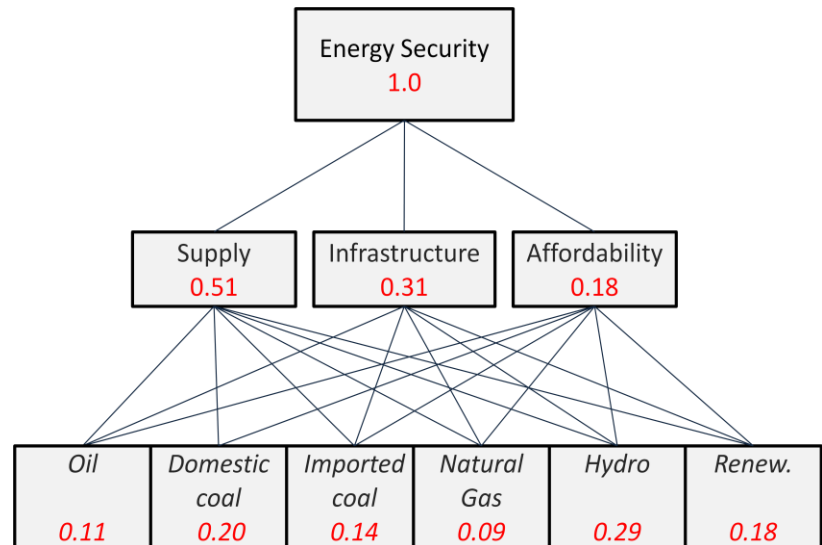 Energy Security
1.0
Supply
0.51
Infrastructure
0.31
Affordability
0.18
Oil
0.11
Domestic
coal
0.20
Imported
coal
0.14
Natural
Gas
0.09
Hydro
0.29
Renew.
0.18